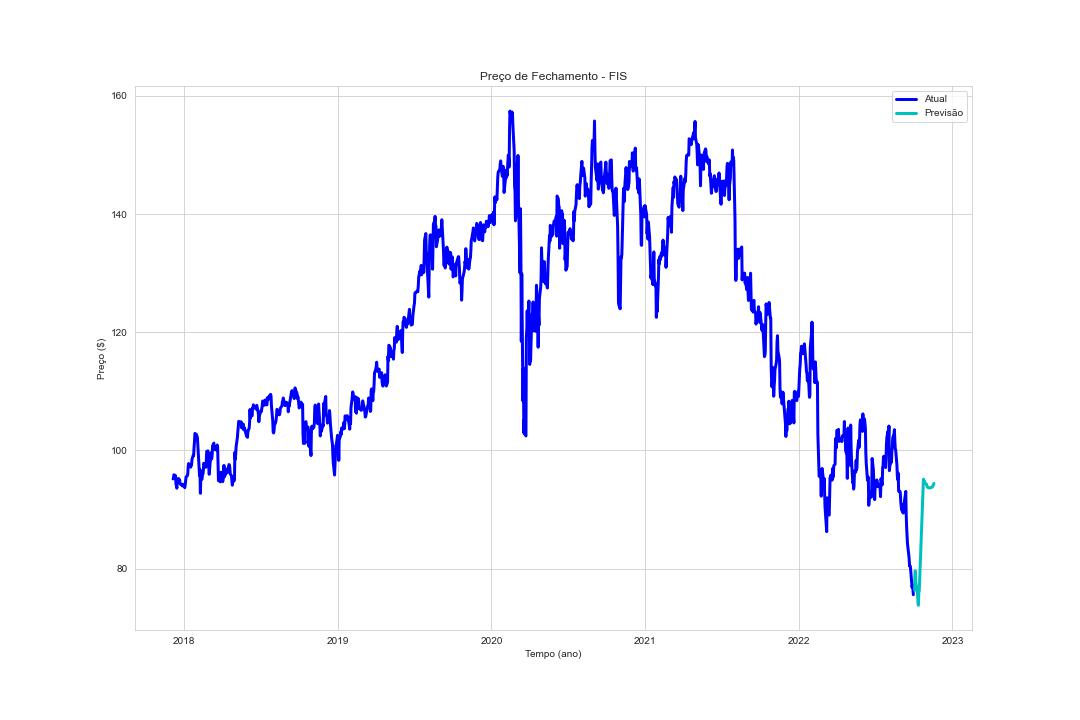 Preço de Fechamento - FIS
Atual
Previsão
160
140
120
100
80
Preço ($)
2018 2019 2020 2021 2022 2023
Tempo (ano)